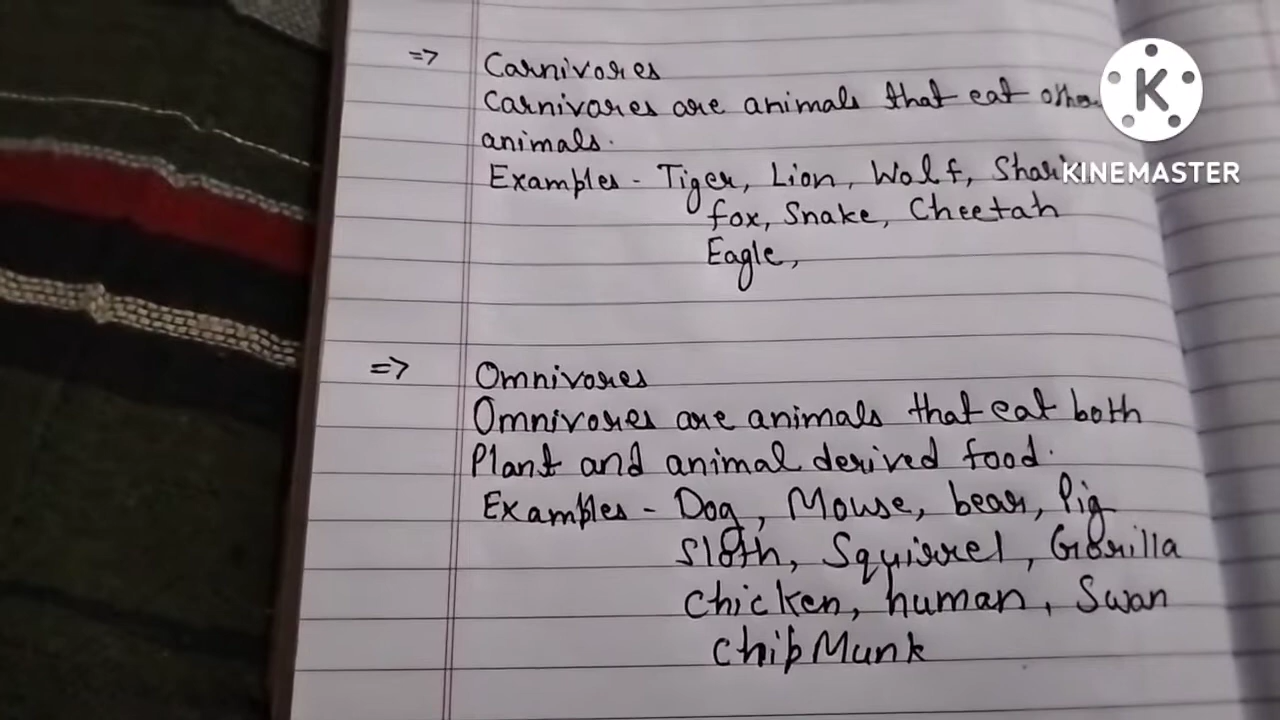 => Carnivores
Carnivores are animals that eat other
animals.
Examples - Tiger, Lion, Wolf, Shark
fox, Snake, Cheetah
Eagle,
=> Omnivores
Omnivores are animals that eat both
Plant and animal derived food.
Examples - Dog, Mouse, bear, Pig
Sloth, Squirrel, Gorilla
chicken, human, Swan
chipMunk
K
KINEMASTER